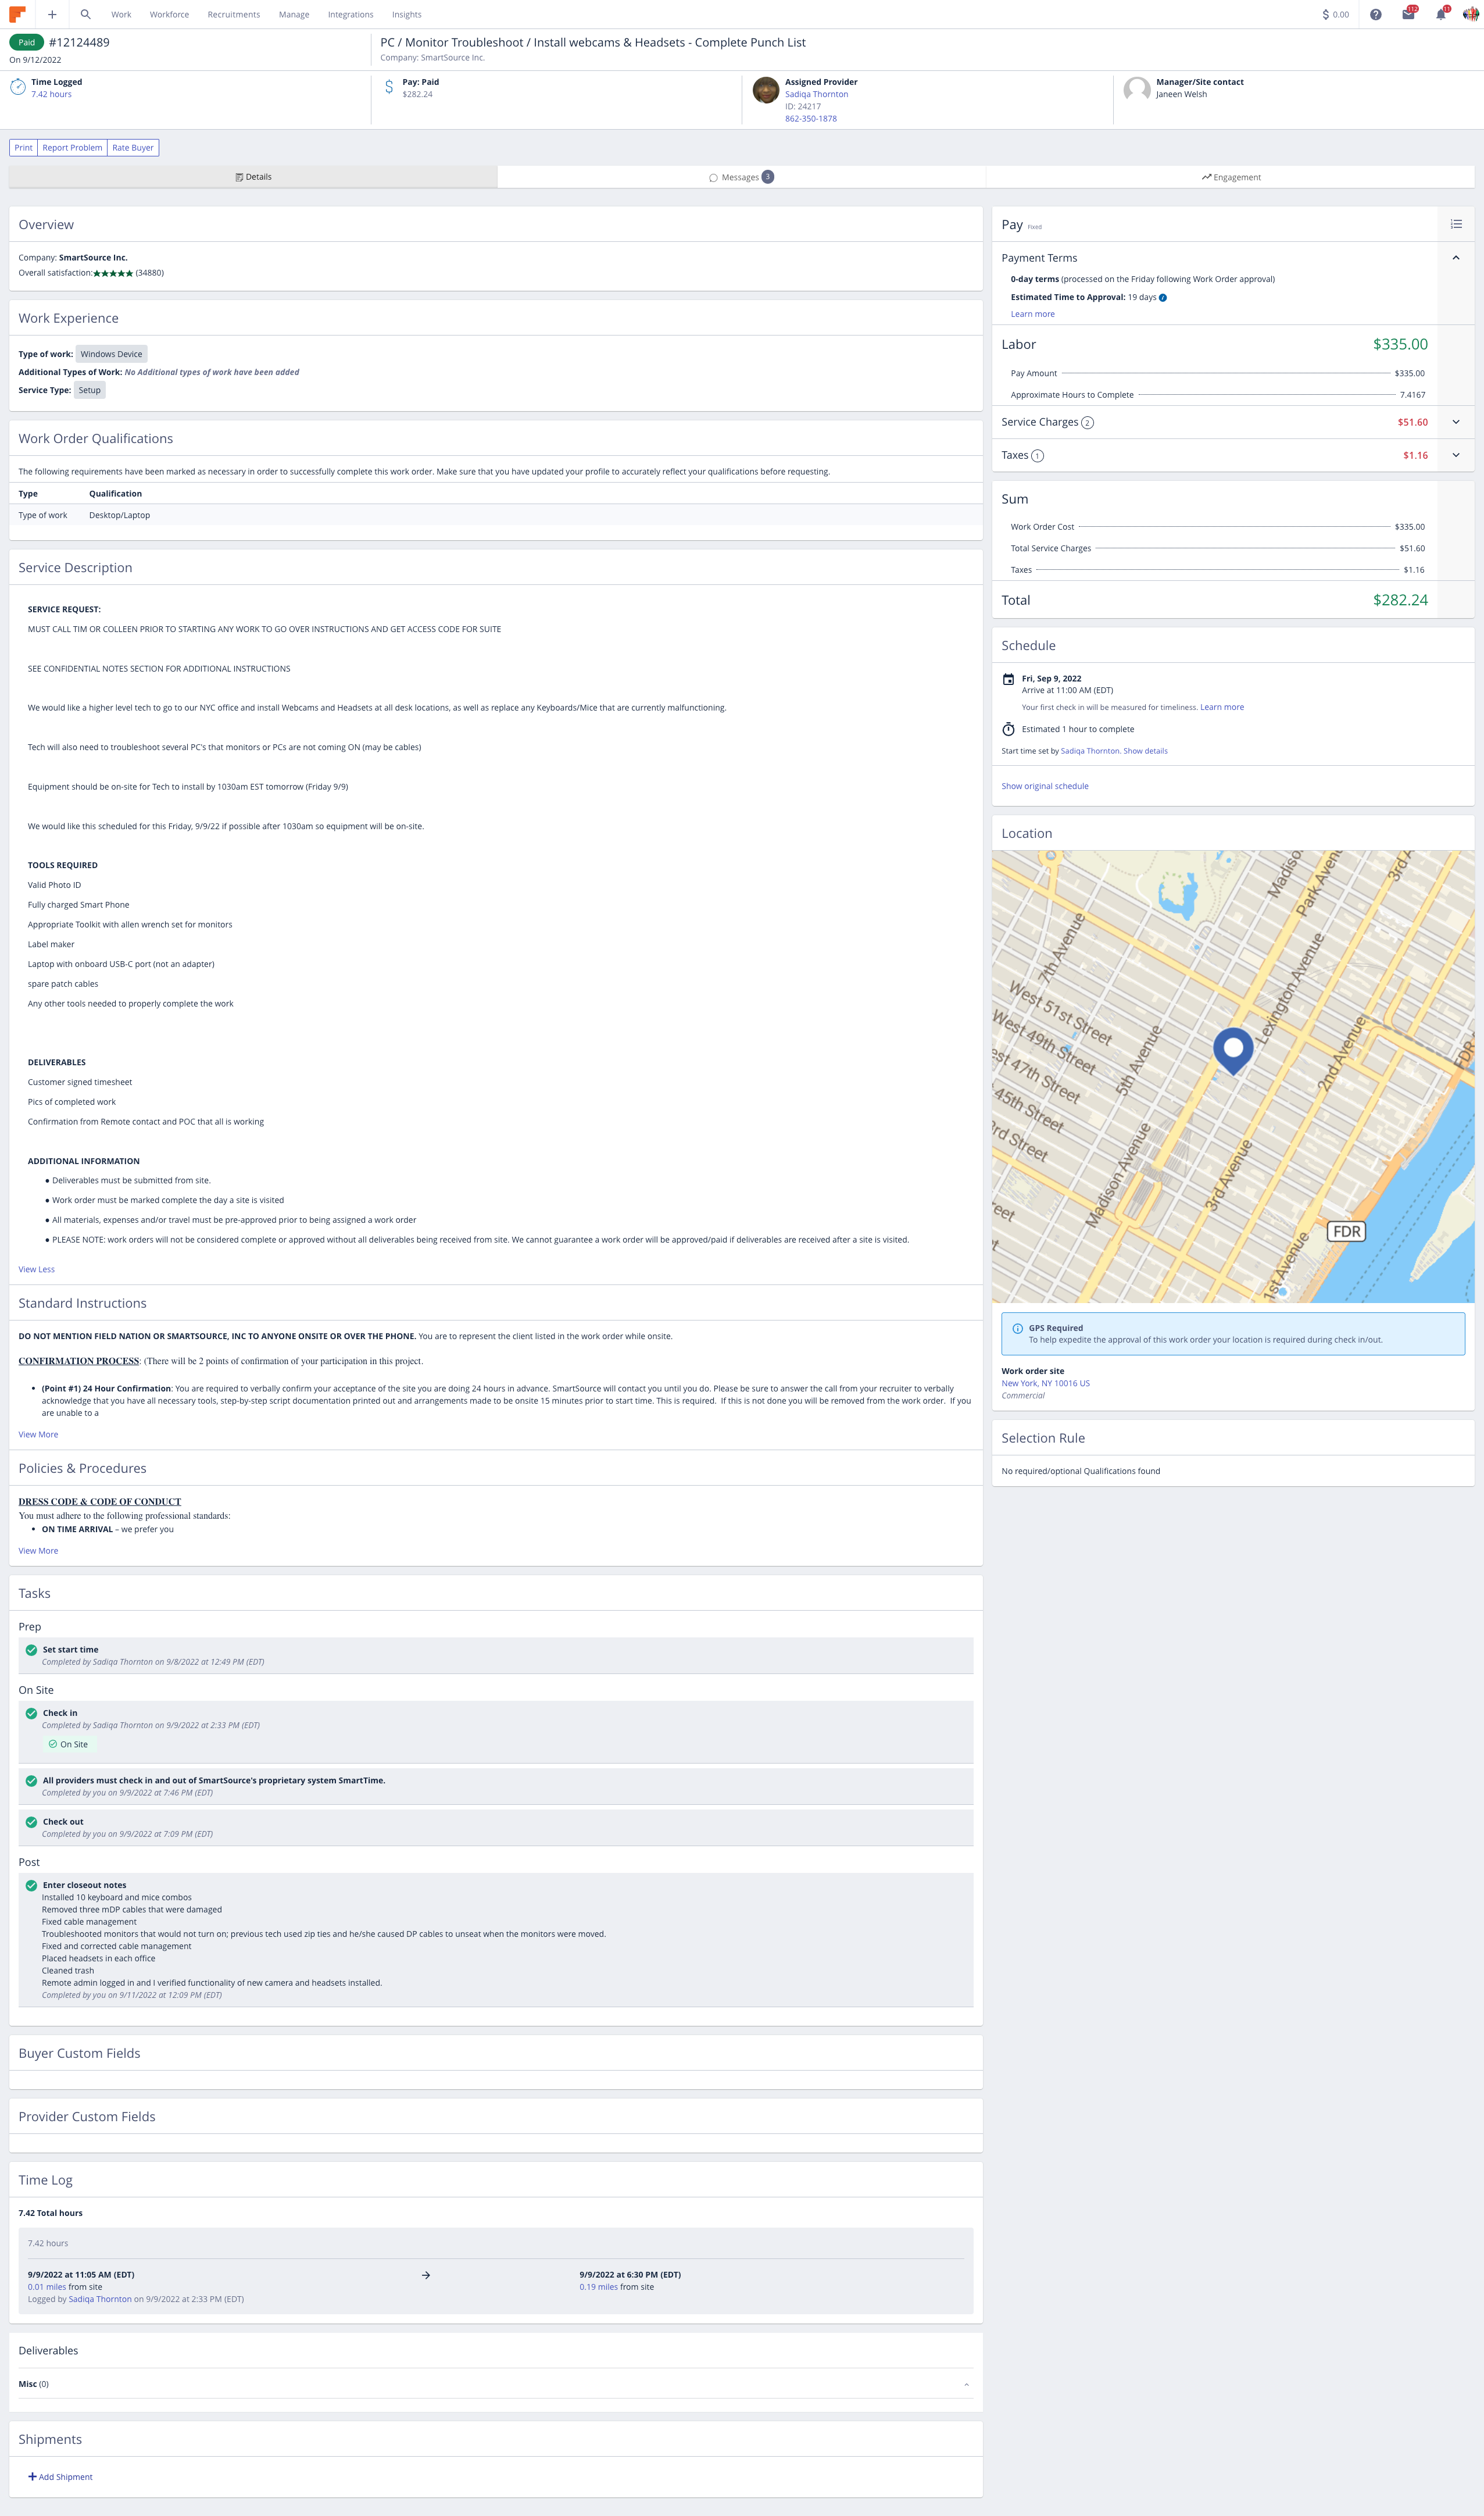 Work Workforce Recruitments Manage Integrations Insights
$ 0.00
112
11
Paid #12124489
On 9/12/2022
PC / Monitor Troubleshoot / Install webcams & Headsets - Complete Punch List
Company: SmartSource Inc.
Time Logged
7.42 hours
Pay: Paid
$282.24
Assigned Provider
Sadiqa Thornton
ID: 24217
862-350-1878
Manager/Site contact
Janeen Welsh
Print Report Problem Rate Buyer
Details Messages 3 Engagement
Overview
Company: SmartSource Inc.
Overall satisfaction:★★★★★ (34880)
Work Experience
Type of work: Windows Device
Additional Types of Work: No Additional types of work have been added
Service Type: Setup
Work Order Qualifications
The following requirements have been marked as necessary in order to successfully complete this work order. Make sure that you have updated your profile to accurately reflect your qualifications before requesting.
Type Qualification
Type of work Desktop/Laptop
Service Description
SERVICE REQUEST:
MUST CALL TIM OR COLLEEN PRIOR TO STARTING ANY WORK TO GO OVER INSTRUCTIONS AND GET ACCESS CODE FOR SUITE
SEE CONFIDENTIAL NOTES SECTION FOR ADDITIONAL INSTRUCTIONS
We would like a higher level tech to go to our NYC office and install Webcams and Headsets at all desk locations, as well as replace any Keyboards/Mice that are currently malfunctioning.
Tech will also need to troubleshoot several PC's that monitors or PCs are not coming ON (may be cables)
Equipment should be on-site for Tech to install by 1030am EST tomorrow (Friday 9/9)
We would like this scheduled for this Friday, 9/9/22 if possible after 1030am so equipment will be on-site.
TOOLS REQUIRED
Valid Photo ID
Fully charged Smart Phone
Appropriate Toolkit with allen wrench set for monitors
Label maker
Laptop with onboard USB-C port (not an adapter)
spare patch cables
Any other tools needed to properly complete the work
DELIVERABLES
Customer signed timesheet
Pics of completed work
Confirmation from Remote contact and POC that all is working
ADDITIONAL INFORMATION
● Deliverables must be submitted from site.
● Work order must be marked complete the day a site is visited
● All materials, expenses and/or travel must be pre-approved prior to being assigned a work order
● PLEASE NOTE: work orders will not be considered complete or approved without all deliverables being received from site. We cannot guarantee a work order will be approved/paid if deliverables are received after a site is visited.
View Less
Standard Instructions
DO NOT MENTION FIELD NATION OR SMARTSOURCE, INC TO ANYONE ONSITE OR OVER THE PHONE. You are to represent the client listed in the work order while onsite.
CONFIRMATION PROCESS: (There will be 2 points of confirmation of your participation in this project.
• (Point #1) 24 Hour Confirmation: You are required to verbally confirm your acceptance of the site you are doing 24 hours in advance. SmartSource will contact you until you do. Please be sure to answer the call from your recruiter to verbally
acknowledge that you have all necessary tools, step-by-step script documentation printed out and arrangements made to be onsite 15 minutes prior to start time. This is required. If this is not done you will be removed from the work order. If you
are unable to a
View More
Policies & Procedures
DRESS CODE & CODE OF CONDUCT
You must adhere to the following professional standards:
• ON TIME ARRIVAL – we prefer you
View More
Tasks
Prep
Set start time
Completed by Sadiqa Thornton on 9/8/2022 at 12:49 PM (EDT)
On Site
Check in
Completed by Sadiqa Thornton on 9/9/2022 at 2:33 PM (EDT)
On Site
All providers must check in and out of SmartSource's proprietary system SmartTime.
Completed by you on 9/9/2022 at 7:46 PM (EDT)
Check out
Completed by you on 9/9/2022 at 7:09 PM (EDT)
Post
Enter closeout notes
Installed 10 keyboard and mice combos
Removed three mDP cables that were damaged
Fixed cable management
Troubleshooted monitors that would not turn on; previous tech used zip ties and he/she caused DP cables to unseat when the monitors were moved.
Fixed and corrected cable management
Placed headsets in each office
Cleaned trash
Remote admin logged in and I verified functionality of new camera and headsets installed.
Completed by you on 9/11/2022 at 12:09 PM (EDT)
Buyer Custom Fields
Provider Custom Fields
Time Log
7.42 Total hours
7.42 hours
9/9/2022 at 11:05 AM (EDT) → 9/9/2022 at 6:30 PM (EDT)
0.01 miles from site 0.19 miles from site
Logged by Sadiqa Thornton on 9/9/2022 at 2:33 PM (EDT)
Deliverables
Misc (0)
Shipments
+ Add Shipment
Pay Fixed
Payment Terms
0-day terms (processed on the Friday following Work Order approval)
Estimated Time to Approval: 19 days
Learn more
Labor $335.00
Pay Amount $335.00
Approximate Hours to Complete 7.4167
Service Charges 2 $51.60
Taxes 1 $1.16
Sum
Work Order Cost $335.00
Total Service Charges $51.60
Taxes $1.16
Total $282.24
Schedule
Fri, Sep 9, 2022
Arrive at 11:00 AM (EDT)
Your first check in will be measured for timeliness. Learn more
Estimated 1 hour to complete
Start time set by Sadiqa Thornton. Show details
Show original schedule
Location
Madiso
Park Aven
3rd A
7th Avenue
West 51st Street
West 49th Street
est 47th Street
45th Street
rd Street
5th Avenue
Lexington Avenue
2nd Avenue
FDR
Madison Avenue
3rd Avenue
reet
t
FDR
1st Avenue
GPS Required
To help expedite the approval of this work order your location is required during check in/out.
Work order site
New York, NY 10016 US
Commercial
Selection Rule
No required/optional Qualifications found